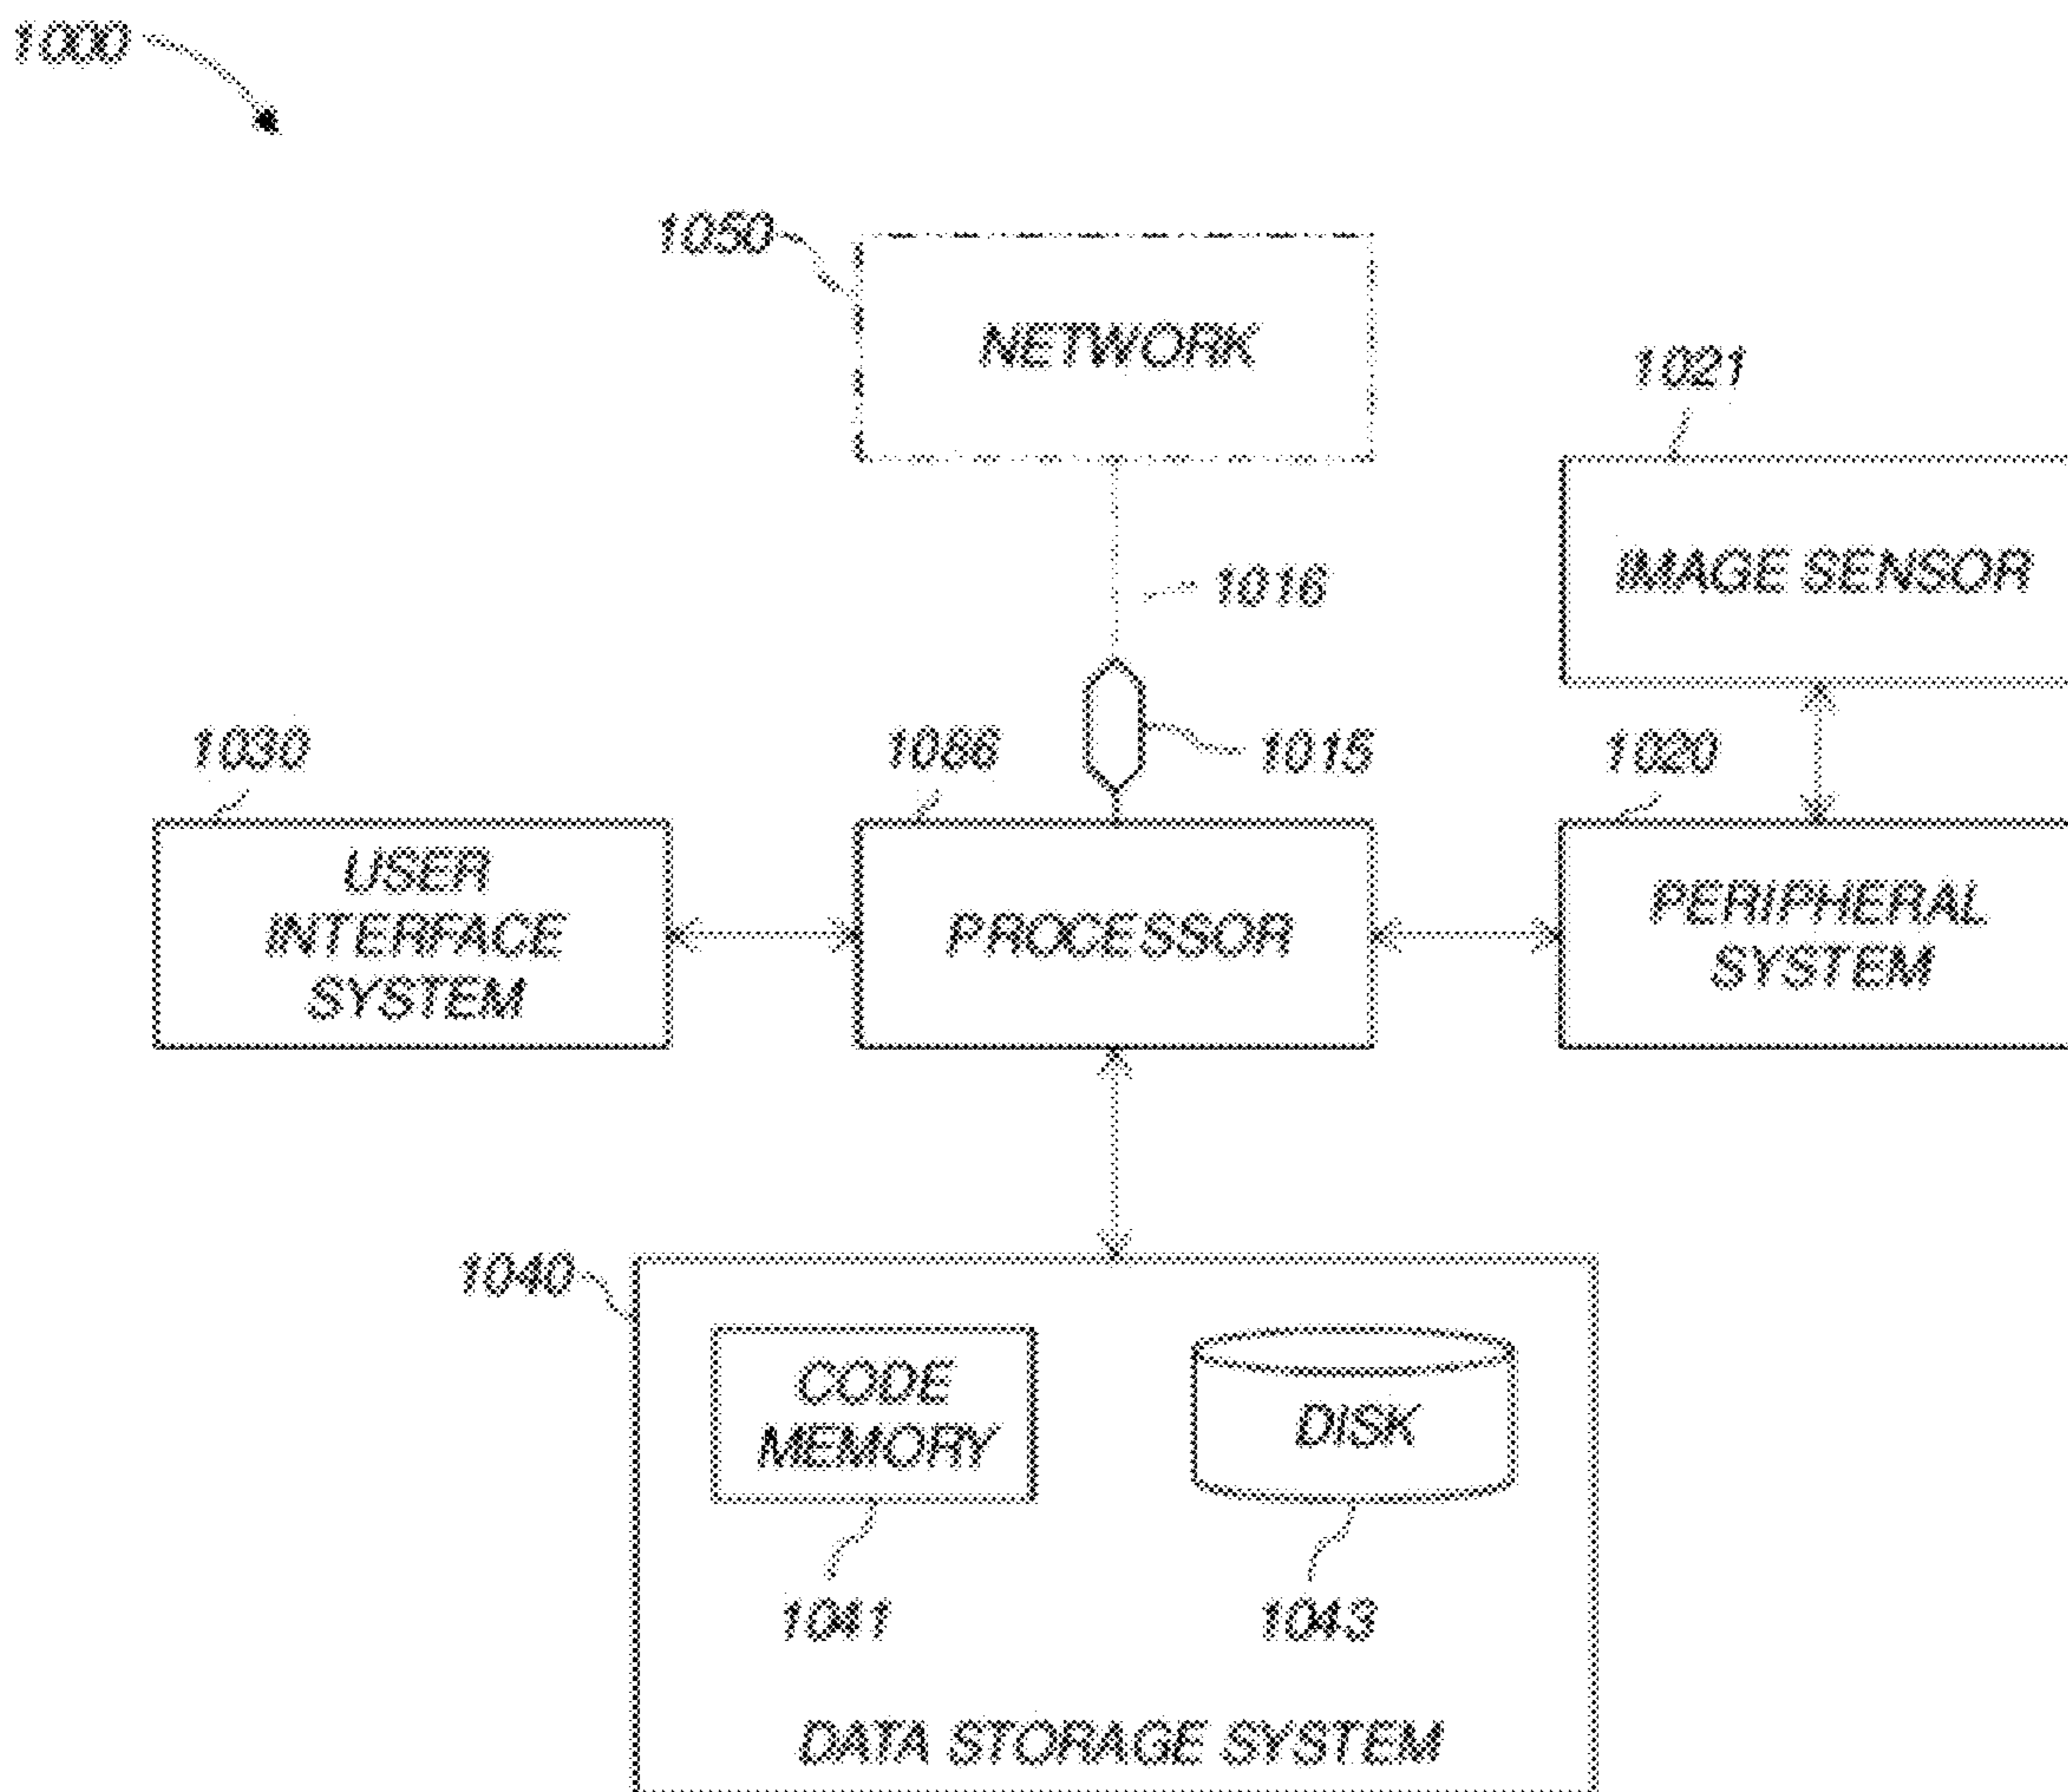 1000
1050
NETWORK
1021
IMAGE SENSOR
1016
1030
1086
1015
1020
USER
INTERFACE
SYSTEM
PROCESSOR
PERIPHERAL
SYSTEM
1040
CODE
MEMORY
DISK
1041
1043
DATA STORAGE SYSTEM